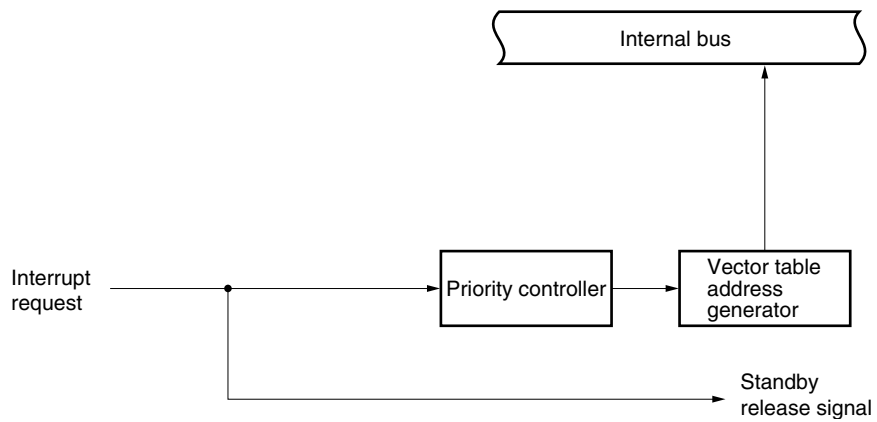 Internal bus
Interrupt
request
Priority controller
Vector table
address
generator
Standby
release signal